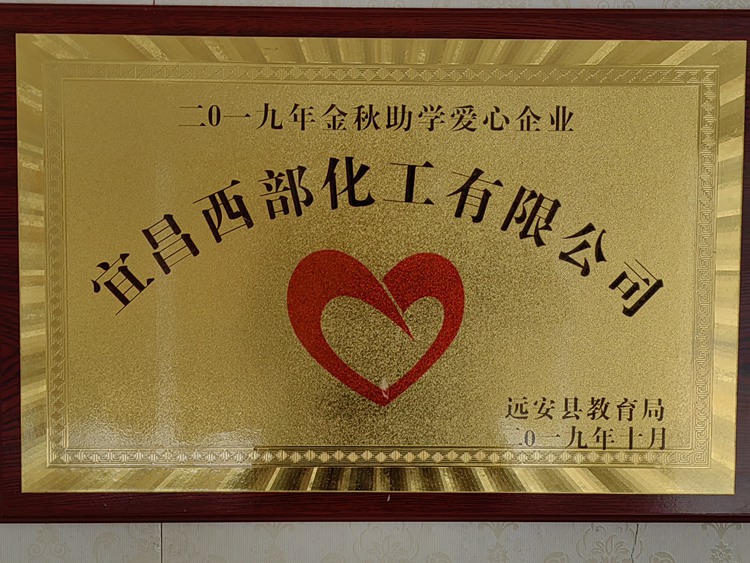 二0一九年金秋助学爱心企业
宜昌西部化工有限公司
远安县教育局
二0一九年十月